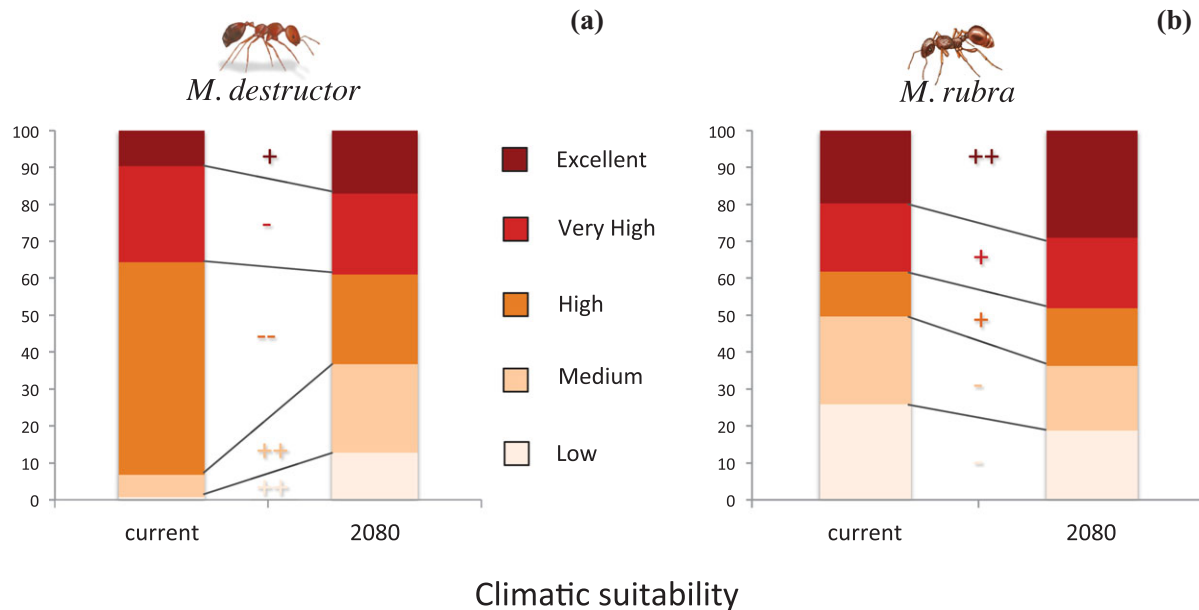 (a)
M. destructor
100
90
80
70
60
50
40
30
20
10
0
+
-
--
++
++
current 2080
Excellent
Very High
High
Medium
Low
(b)
M. rubra
100
90
80
70
60
50
40
30
20
10
0
++
+
+
-
-
current 2080
Climatic suitability